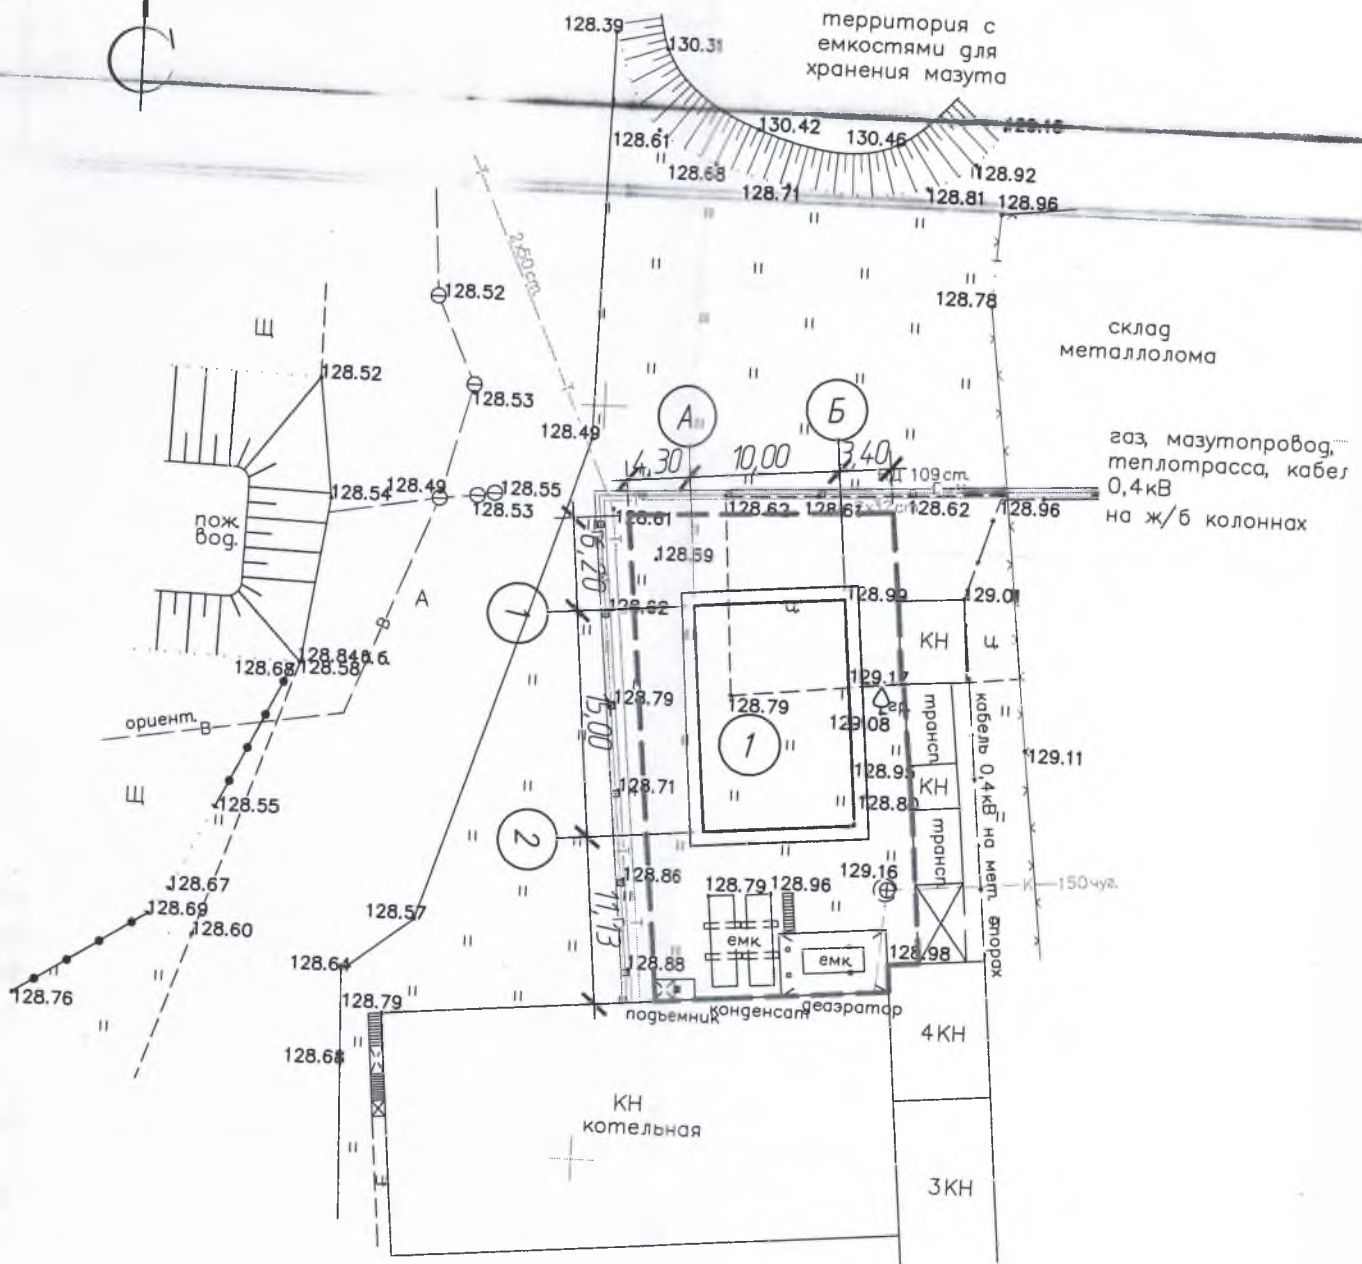 С
территория с
емкостями для
хранения мазута
128.39
130.31
130.42
130.46
128.61
128.68
128.71
128.81
128.92
128.96
2х50ст.
128.52
128.78
Щ
склад
металлолома
128.52
128.53
128.49
А
Б
4,30
10,00
3,40
газ, мазутопровод,
теплотрасса, кабел
0,4кВ
на ж/б колоннах
109ст.
128.54
128.49
128.55
128.53
128.61
128.62
128.61
128.62
128.96
пож.
вод.
128.69
6,20
А
В
1
128.62
128.99
129.01
ц
КН
Ц
128.68
128.58
129.17
ориент.
В
128.79
128.79
129.08
15,00
1
трансп.
кабель 0,4кВ на мет. опорах
129.11
Щ
128.55
128.71
128.95
КН
128.80
2
трансп.
128.67
128.86
128.79
128.96
129.16
К
150чуг.
128.69
128.57
128.60
11,13
емк.
емк.
128.64
128.88
128.98
128.76
128.79
подъемник
конденсат
деаэратор
4КН
128.68
КН
котельная
3КН